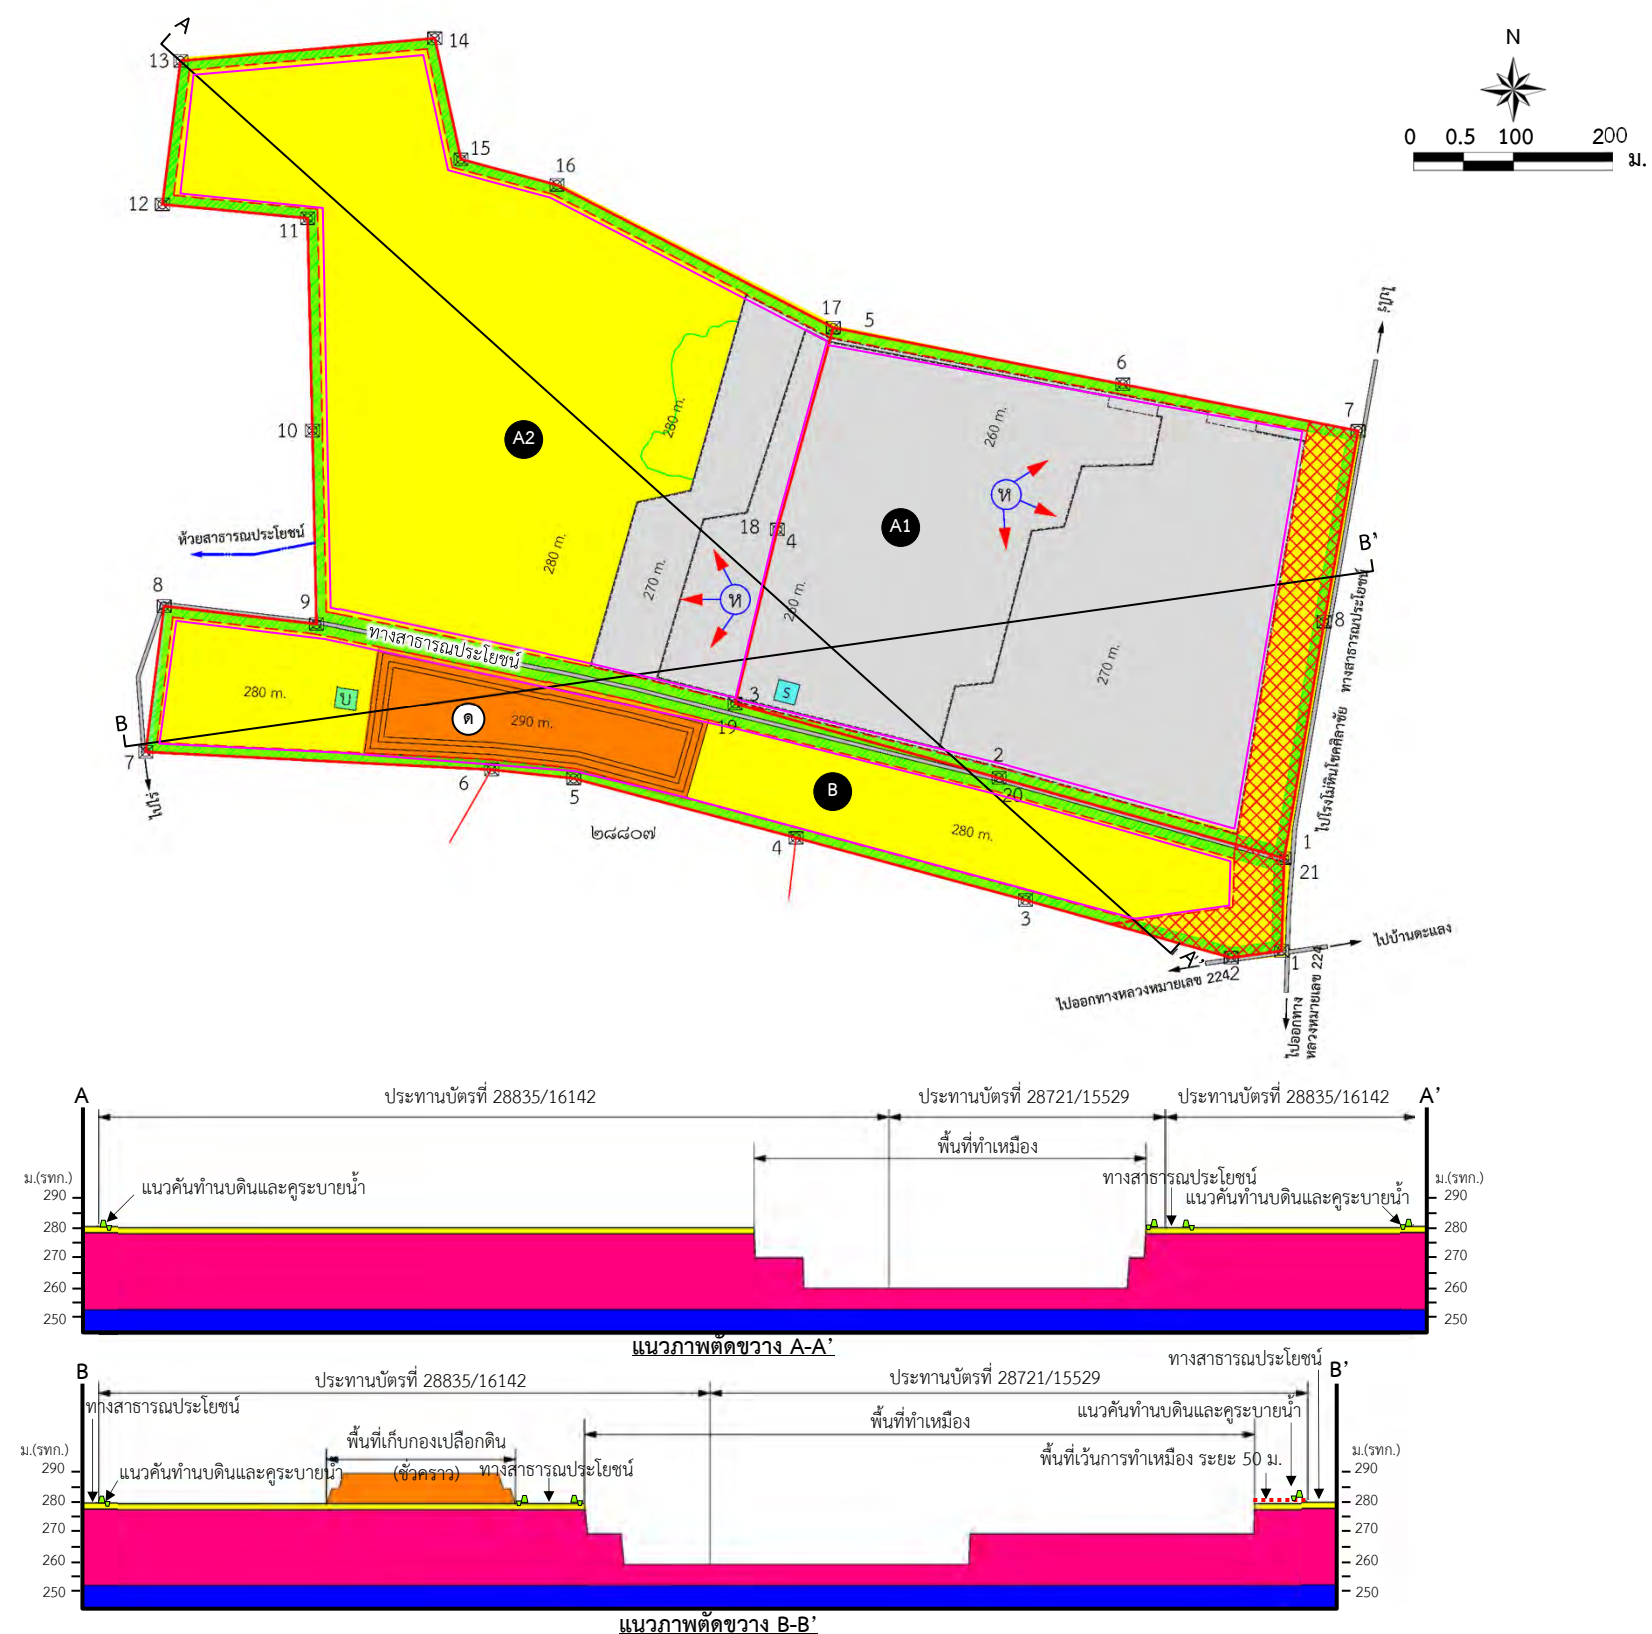 A
N
13
14
0 0.5 100 200
ม.
15
16
12
11
17
5
6
7
ไปไร่
10
A2
280 m.
260 m.
ห
A1
18
4
B'
ห้วยสาธารณประโยชน์
280 m.
270 m.
ห
8
9
8
ทางสาธารณประโยชน์
270 m.
ทางสาธารณประโยชน์
ไปโรงโม่หินโชคศิลาชัย
280 m.
บ
ด
290 m.
3
ร
19
B
7
6
5
2
20
B
ไปไร่
๒๘๘๐๗
4
280 m.
1
21
3
A'
2
1
ไปบ้านตะแลง
ไปออกทางหลวงหมายเลข 224
ไปออกทาง
หลวงหมายเลข 224
A
ประทานบัตรที่ 28835/16142
ประทานบัตรที่ 28721/15529
ประทานบัตรที่ 28835/16142
A'
พื้นที่ทำเหมือง
ม.(รทก.)
แนวคันทำนบดินและคูระบายน้ำ
ทางสาธารณประโยชน์
แนวคันทำนบดินและคูระบายน้ำ
ม.(รทก.)
290
290
280
280
270
270
260
260
250
250
แนวภาพตัดขวาง A-A'
B
ประทานบัตรที่ 28835/16142
ประทานบัตรที่ 28721/15529
ทางสาธารณประโยชน์
B'
ทางสาธารณประโยชน์
แนวคันทำนบดินและคูระบายน้ำ
พื้นที่ทำเหมือง
ม.(รทก.)
พื้นที่เก็บกองเปลือกดิน
(ชั่วคราว)
แนวคันทำนบดินและคูระบายน้ำ
ทางสาธารณประโยชน์
พื้นที่เว้นการทำเหมือง ระยะ 50 ม.
ม.(รทก.)
290
290
280
280
270
270
260
260
250
250
แนวภาพตัดขวาง B-B'